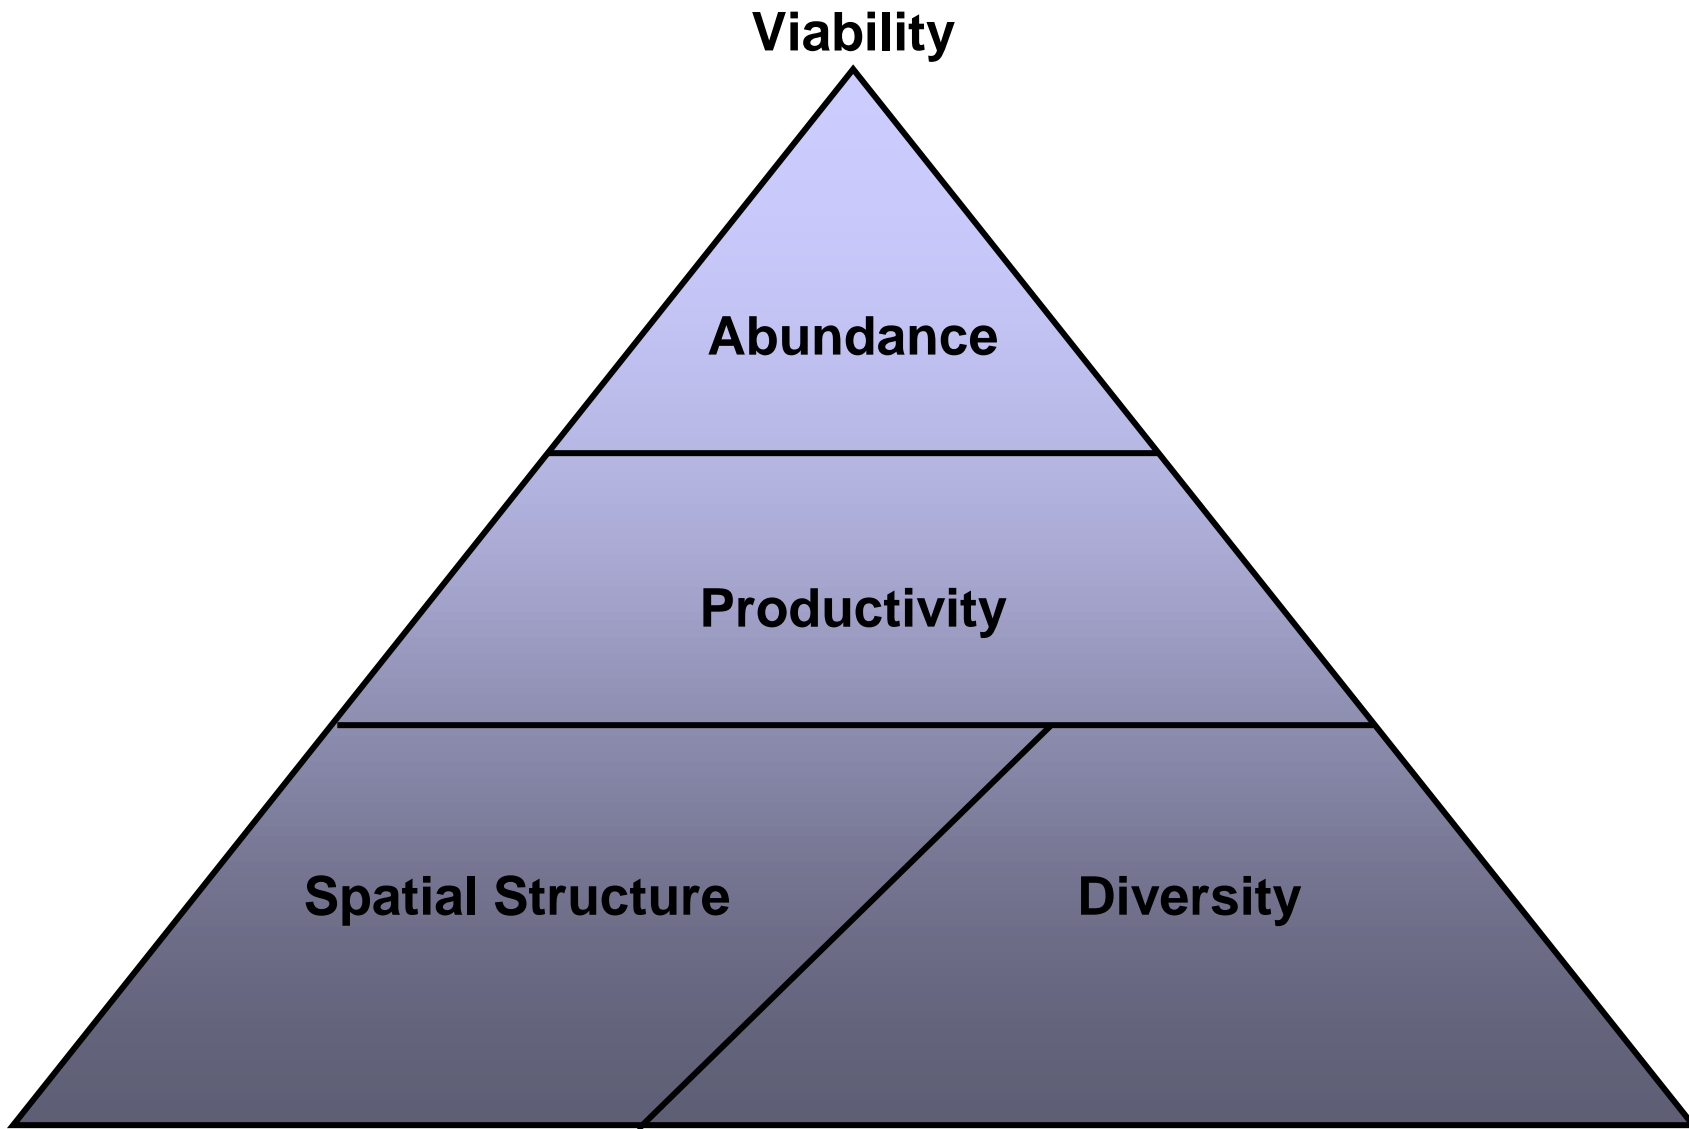 Viability
Abundance
Productivity
Spatial Structure
Diversity